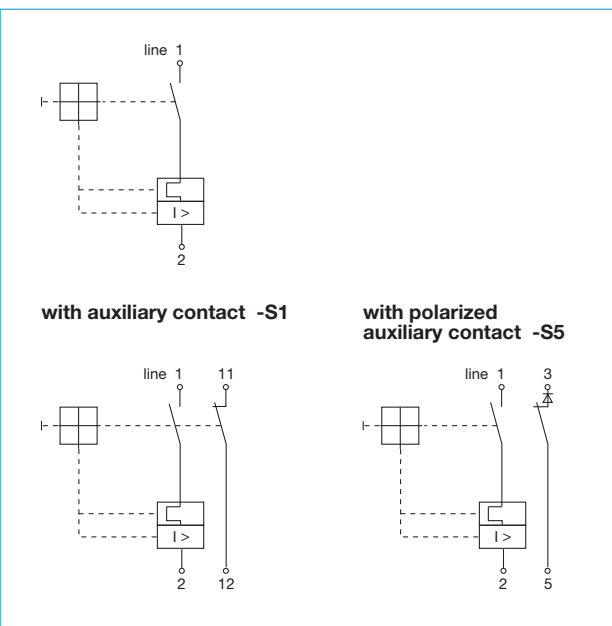 line 1
I >
2
with auxiliary contact -S1
line 1 11
I >
2 12
with polarized
auxiliary contact -S5
line 1 3
I >
2 5